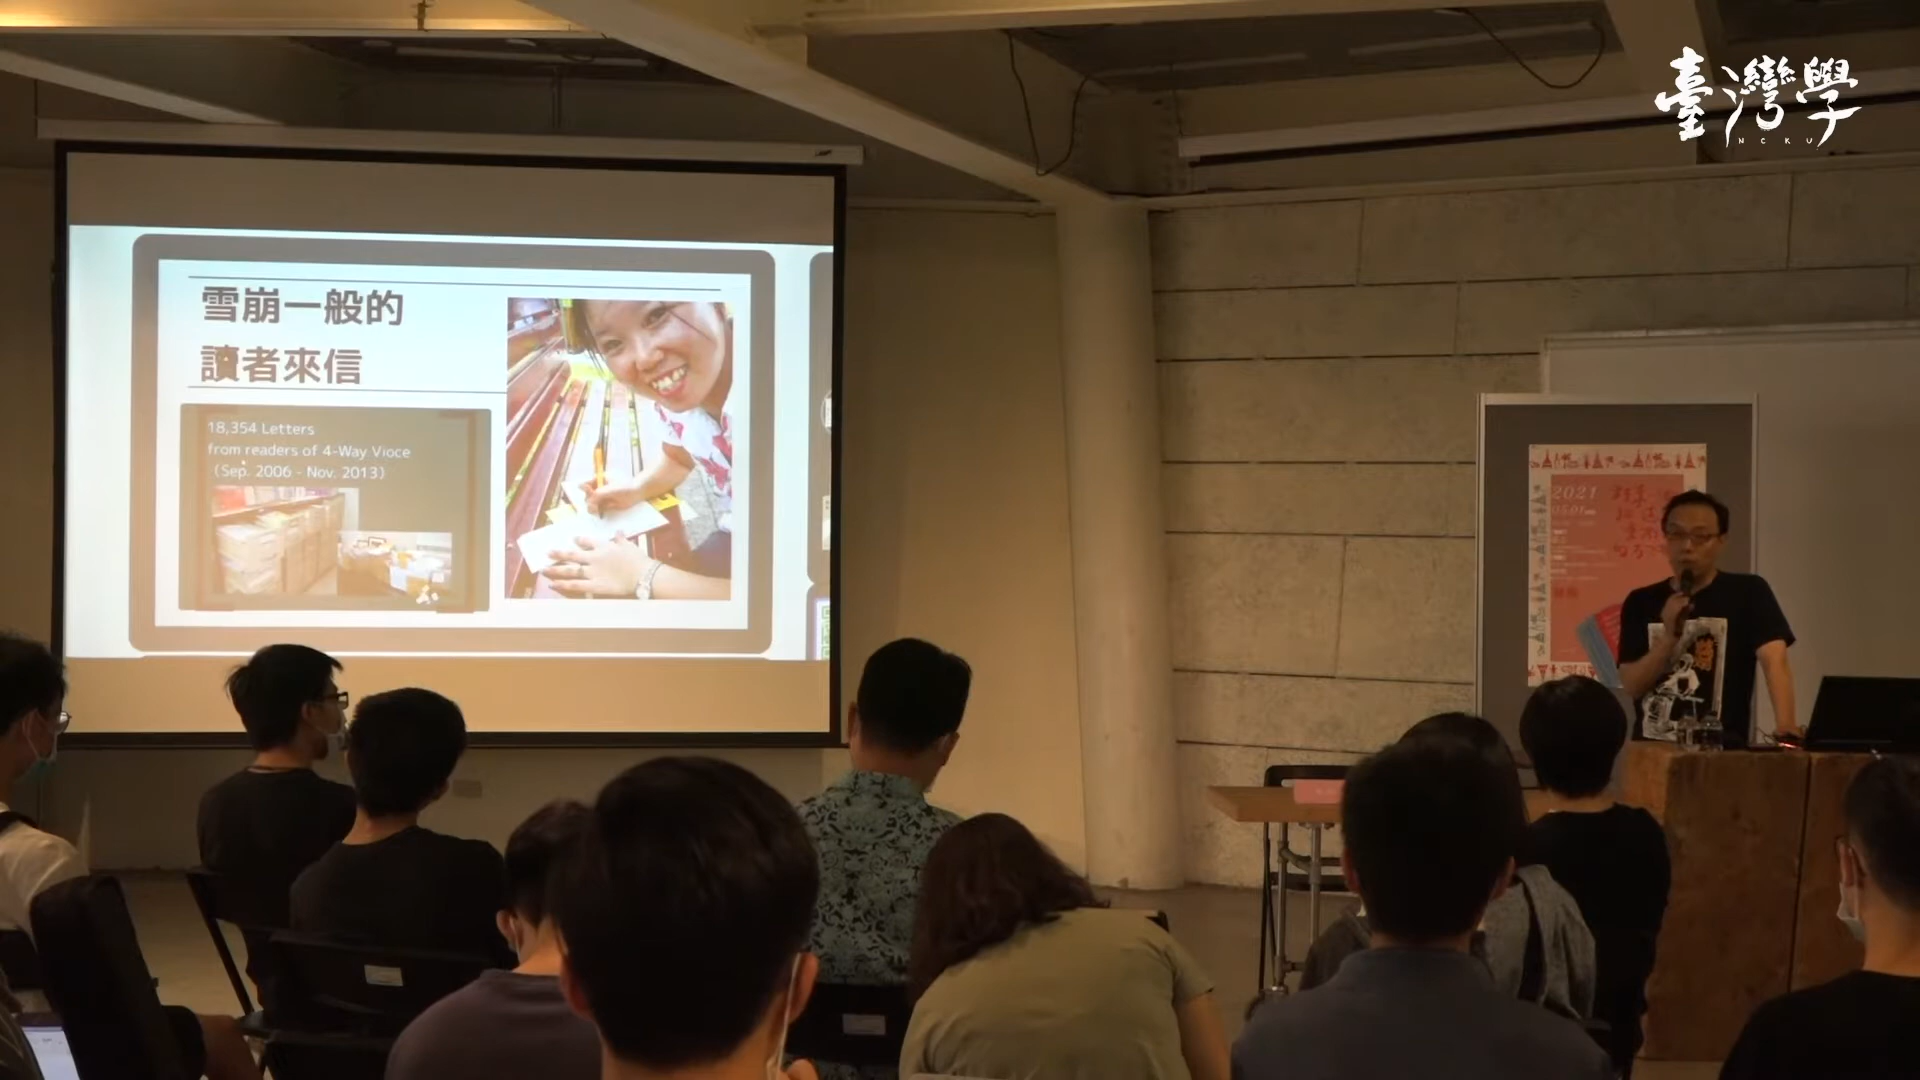 臺灣學
NCKU
雪崩一般的
讀者來信
18,354 Letters
from readers of 4-Way Vioce
（Sep. 2006 - Nov. 2013）
2021